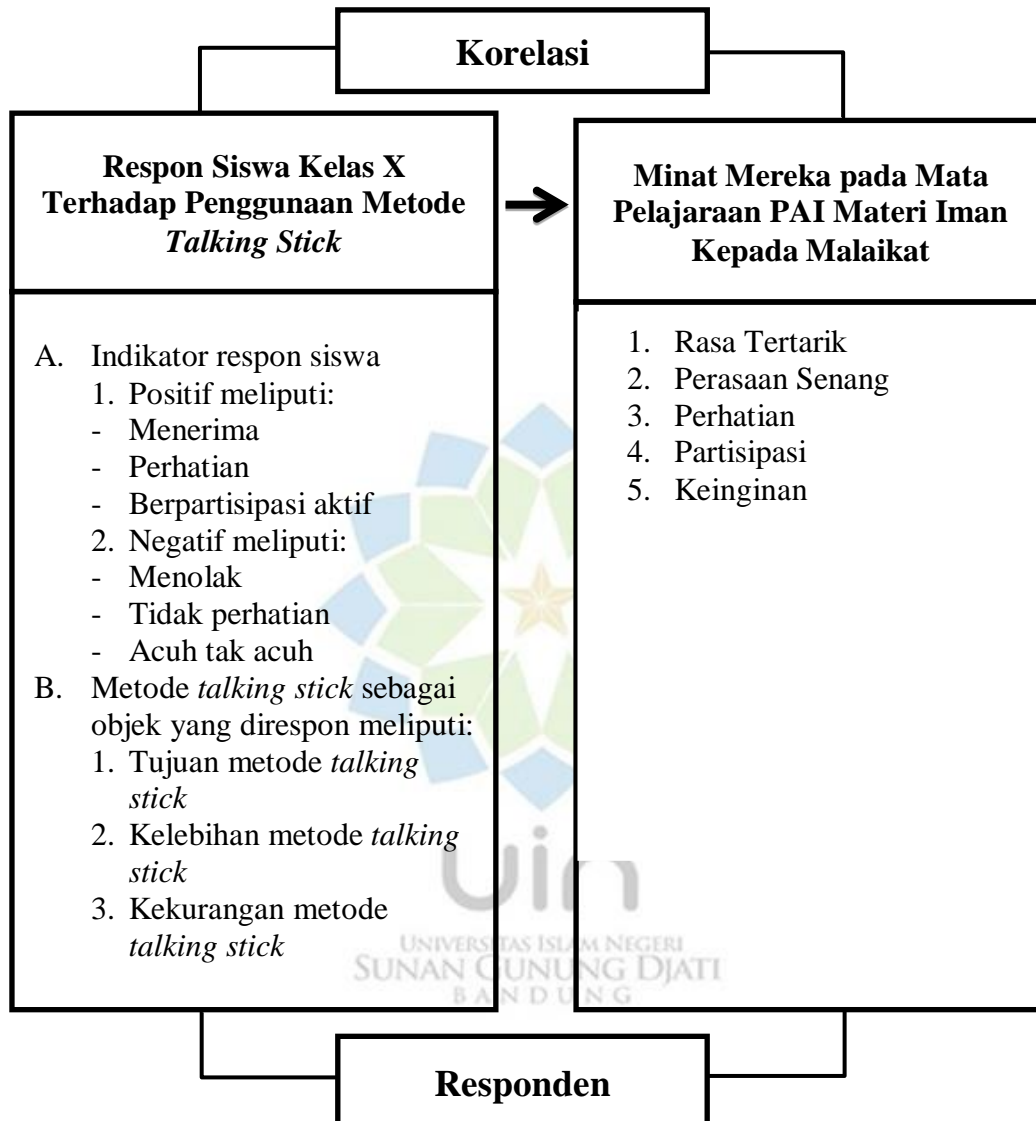 Korelasi
Respon Siswa Kelas X
Terhadap Penggunaan Metode
Talking Stick
A. Indikator respon siswa
1. Positif meliputi:
- Menerima
- Perhatian
- Berpartisipasi aktif
2. Negatif meliputi:
- Menolak
- Tidak perhatian
- Acuh tak acuh
B. Metode talking stick sebagai
objek yang direspon meliputi:
1. Tujuan metode talking
stick
2. Kelebihan metode talking
stick
3. Kekurangan metode
talking stick
Minat Mereka pada Mata
Pelajaraan PAI Materi Iman
Kepada Malaikat
1. Rasa Tertarik
2. Perasaan Senang
3. Perhatian
4. Partisipasi
5. Keinginan
uin
UNIVERSITAS ISLAM NEGERI
SUNAN GUNUNG DJATI
BANDUNG
Responden